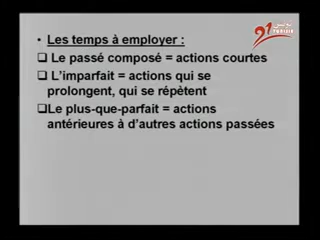 • Les temps à employer :
❑ Le passé composé = actions courtes
❑ L'imparfait = actions qui se
prolongent, qui se répètent
❑Le plus-que-parfait = actions
antérieures à d'autres actions passées
21